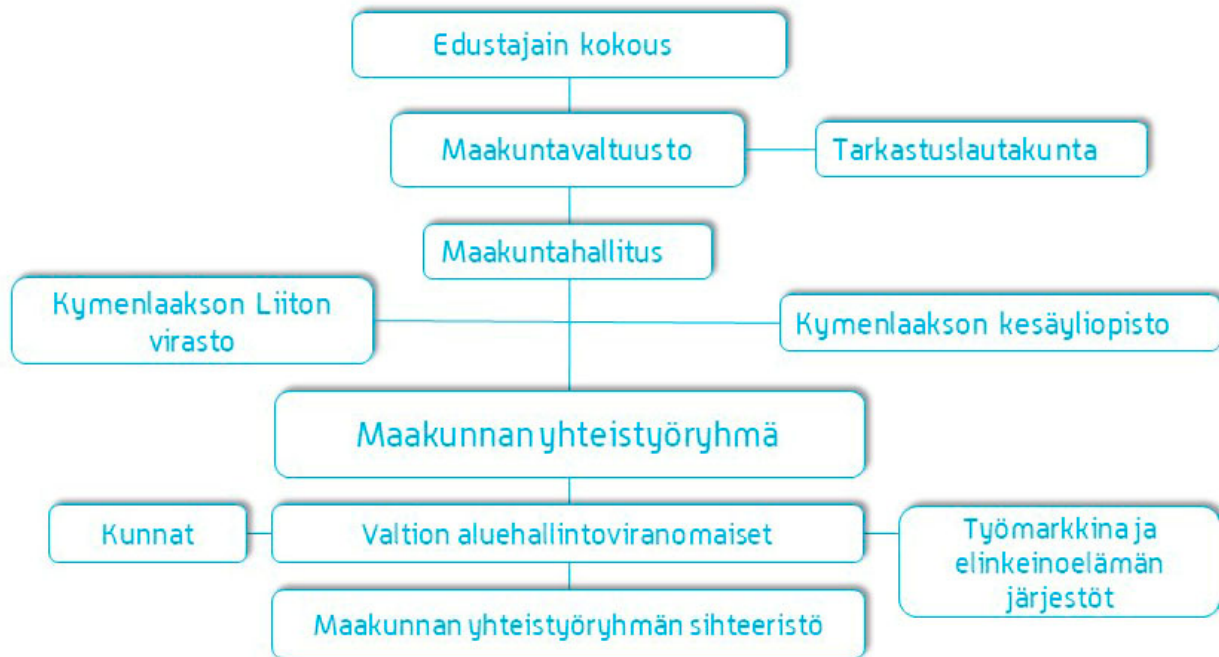 Edustajain kokous
Maakuntavaltuusto
Tarkastuslautakunta
Maakuntahallitus
Kymenlaakson Liiton
virasto
Kymenlaakson kesäyliopisto
Maakunnan yhteistyöryhmä
Kunnat
Valtion aluehallintoviranomaiset
Työmarkkina ja
elinkeinoelämän
järjestöt
Maakunnan yhteistyöryhmän sihteeristö